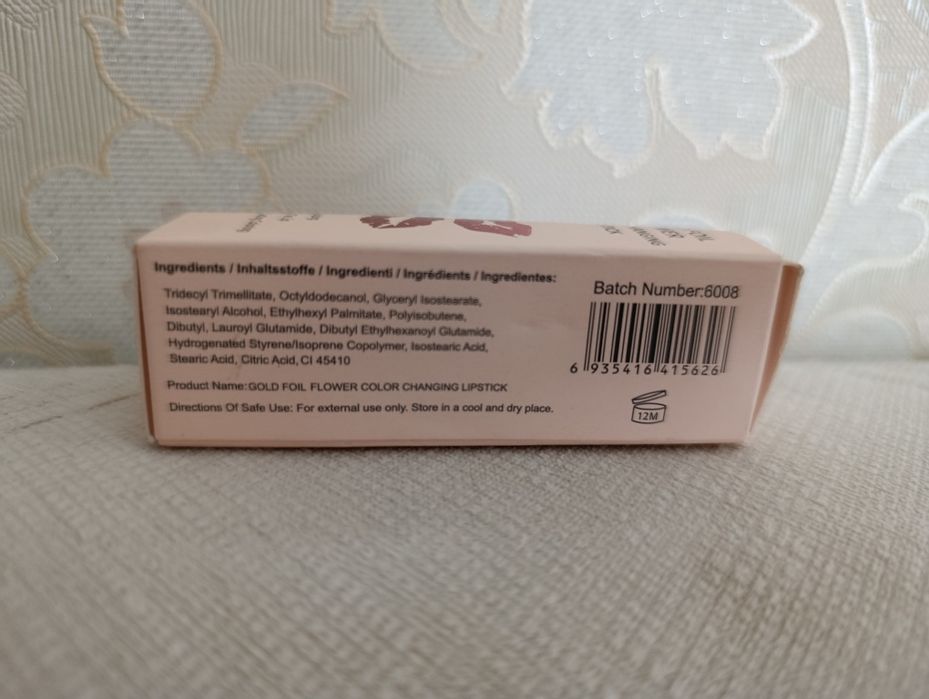 Ingredients / Inhaltsstoffe / Ingredienti / Ingrédients / Ingredientes:
Tridecyl Trimellitate, Octyldodecanol, Glyceryl Isostearate,
Isostearyl Alcohol, Ethylhexyl Palmitate, Polyisobutene,
Dibutyl, Lauroyl Glutamide, Dibutyl Ethylhexanoyl Glutamide,
Hydrogenated Styrene/Isoprene Copolymer, Isostearic Acid,
Stearic Acid, Citric Acid, CI 45410
Product Name:GOLD FOIL FLOWER COLOR CHANGING LIPSTICK
Directions Of Safe Use: For external use only. Store in a cool and dry place.
Batch Number:6008
6 935416 415626
12M